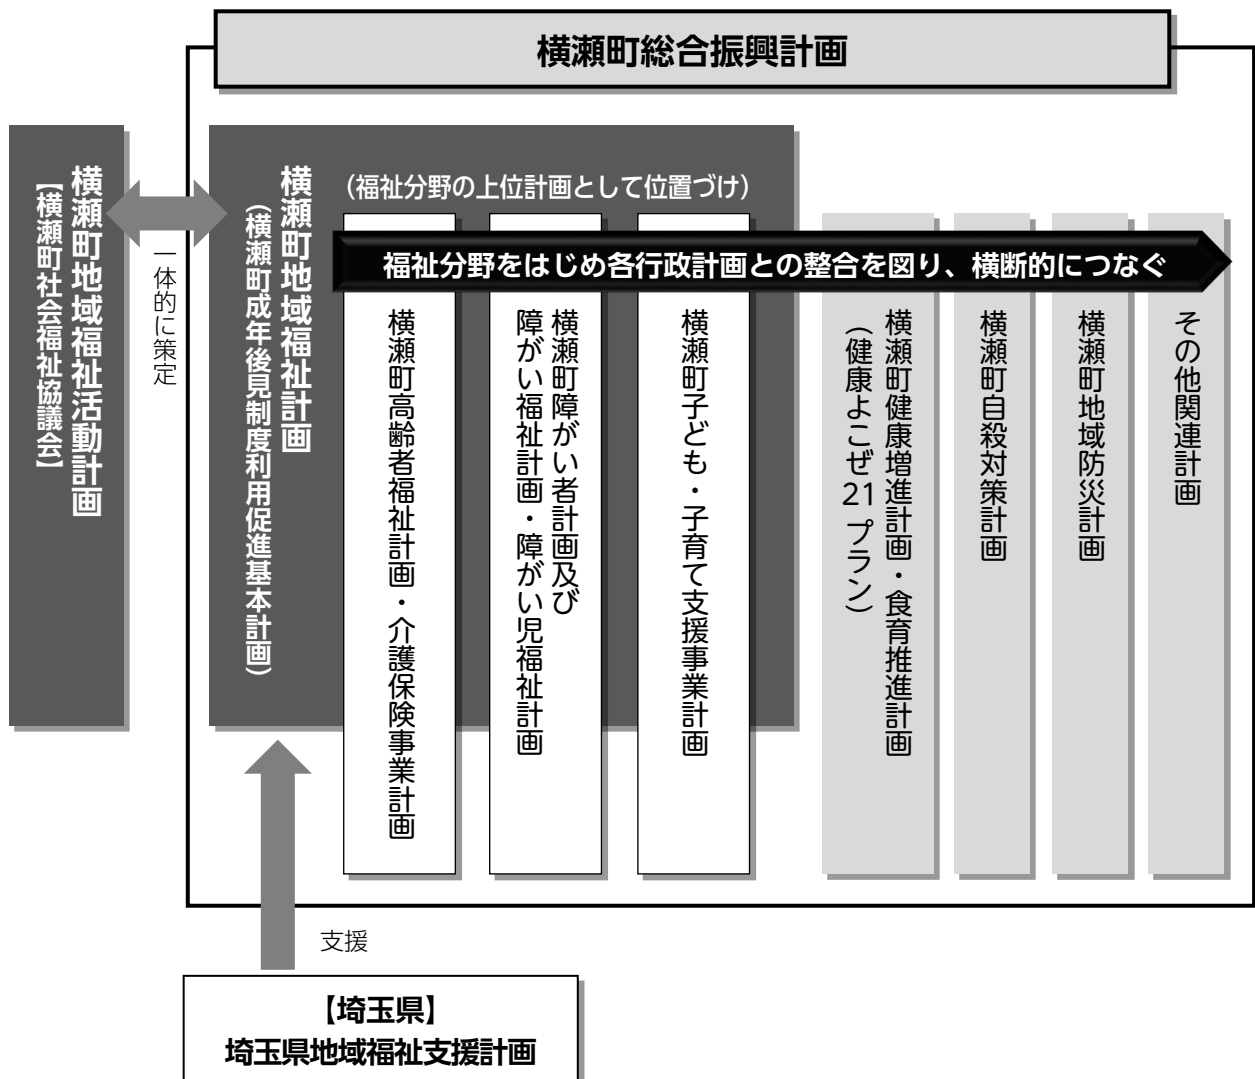 横瀬町総合振興計画
横瀬町地域福祉活動計画
【横瀬町社会福祉協議会】
一体的に策定
横瀬町地域福祉計画
(横瀬町成年後見制度利用促進基本計画)
(福祉分野の上位計画として位置づけ)
福祉分野をはじめ各行政計画との整合を図り、横断的につなぐ
横瀬町高齢者福祉計画・介護保険事業計画
横瀬町障がい者計画及び
障がい福祉計画・障がい児福祉計画
横瀬町子ども・子育て支援事業計画
横瀬町健康増進計画・食育推進計画
(健康よこぜ21プラン)
横瀬町自殺対策計画
横瀬町地域防災計画
その他関連計画
支援
【埼玉県】
埼玉県地域福祉支援計画